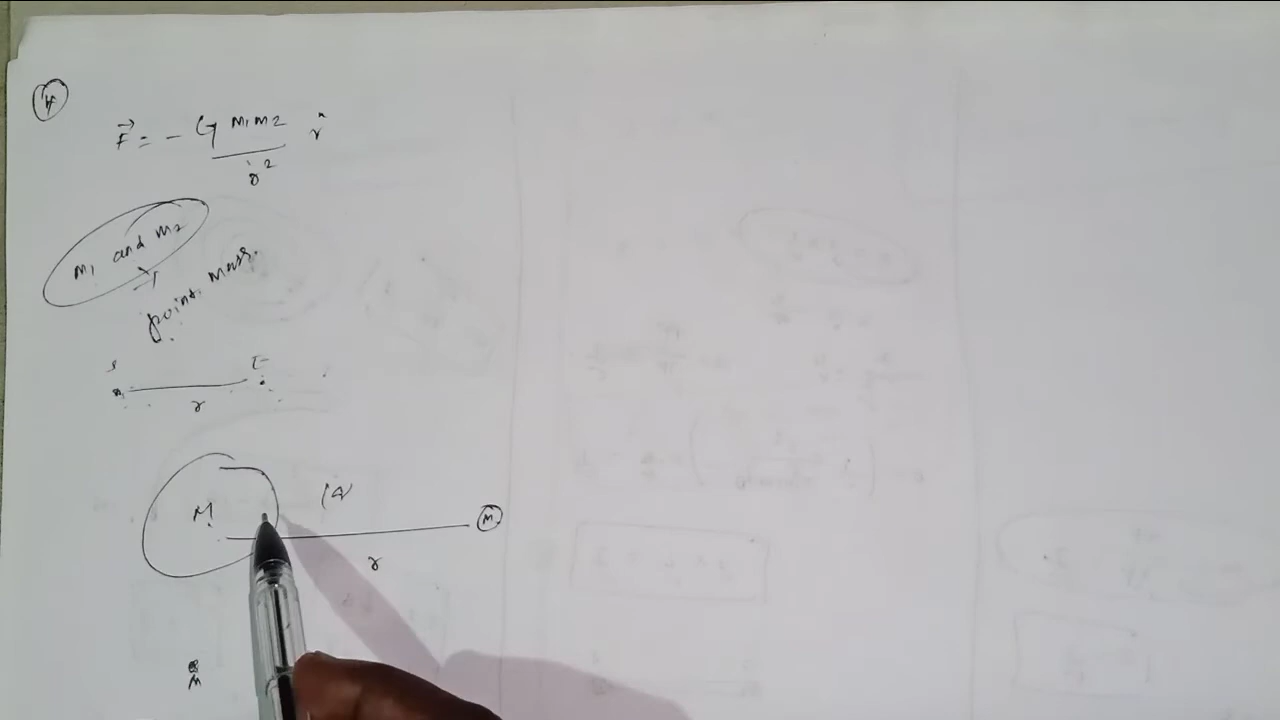 4
F⃗ = - G m₁m₂ / r² r̂
m₁ and m₂
point mass.
S E
r
M (a) m
r
M